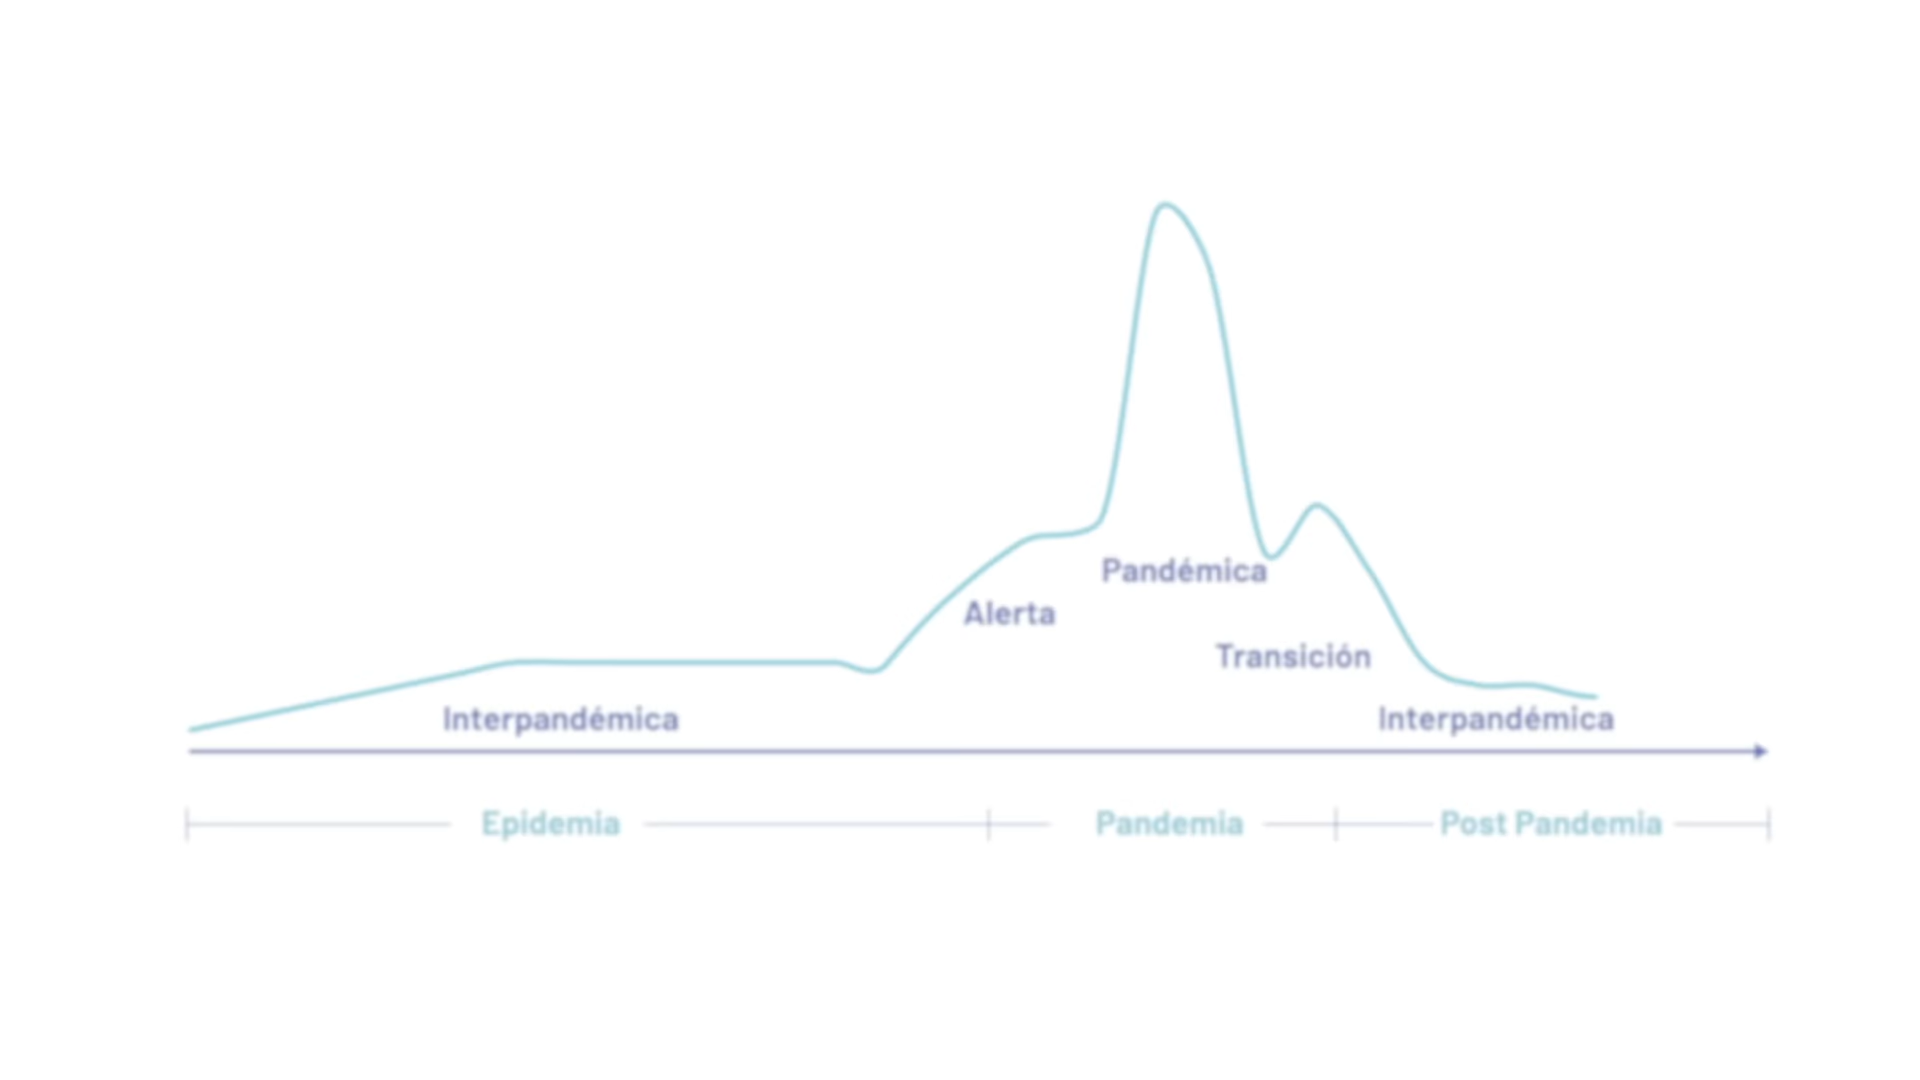 Pandémica
Alerta
Transición
Interpandémica
Interpandémica
Epidemia
Pandemia
Post Pandemia